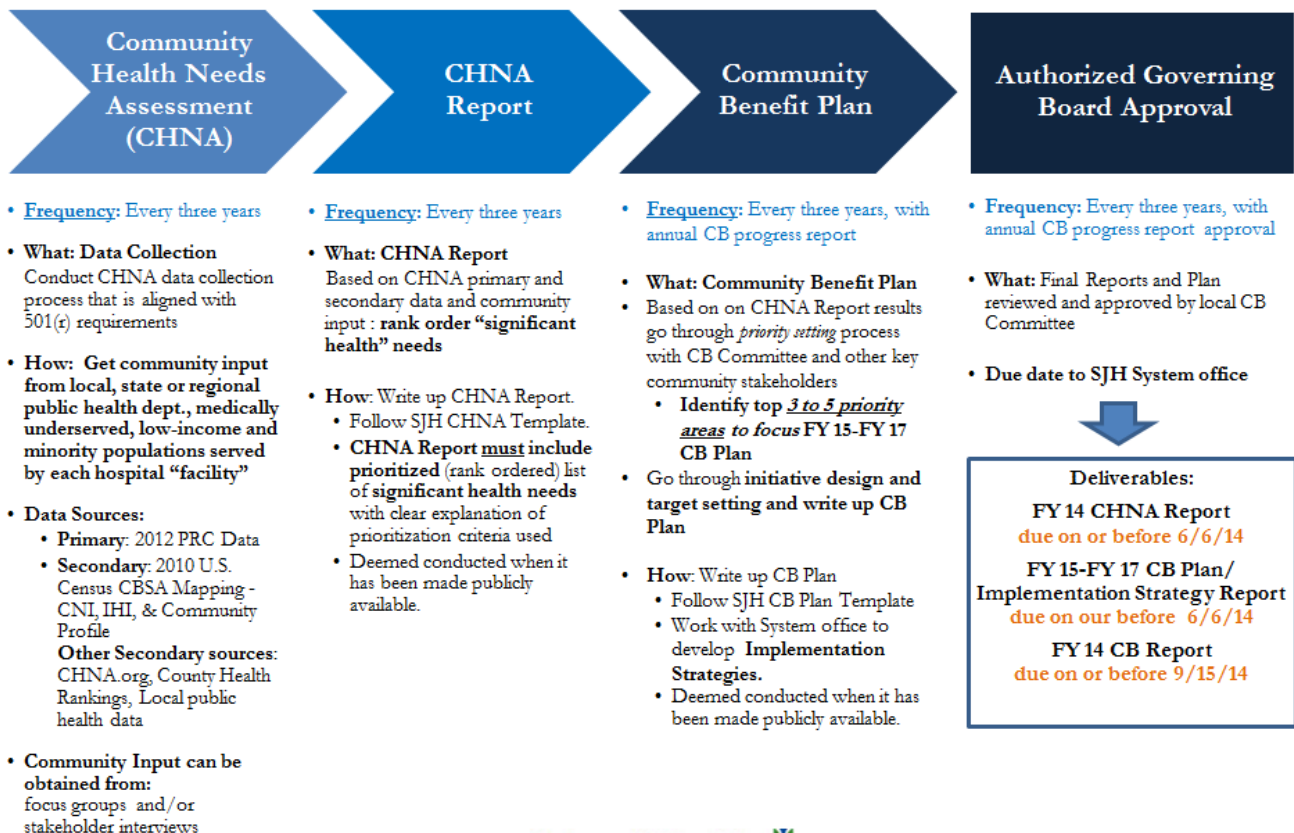 Community
Health Needs
Assessment
(CHNA)
CHNA
Report
Community
Benefit Plan
Authorized Governing
Board Approval
• Frequency: Every three years
• What: Data Collection
Conduct CHNA data collection
process that is aligned with
501(r) requirements
• How: Get community input
from local, state or regional
public health dept., medically
underserved, low-income and
minority populations served
by each hospital “facility”
• Data Sources:
• Primary: 2012 PRC Data
• Secondary: 2010 U.S.
Census CBSA Mapping -
CNI, IHI, & Community
Profile
Other Secondary sources:
CHNA.org, County Health
Rankings, Local public
health data
• Community Input can be
obtained from:
focus groups and/or
stakeholder interviews
• Frequency: Every three years
• What: CHNA Report
Based on CHNA primary and
secondary data and community
input : rank order “significant
health” needs
• How: Write up CHNA Report.
• Follow SJH CHNA Template.
• CHNA Report must include
prioritized (rank ordered) list
of significant health needs
with clear explanation of
prioritization criteria used
• Deemed conducted when it
has been made publicly
available.
• Frequency: Every three years, with
annual CB progress report
• What: Community Benefit Plan
• Based on on CHNA Report results
go through priority setting process
with CB Committee and other key
community stakeholders
• Identify top 3 to 5 priority
areas to focus FY 15-FY 17
CB Plan
• Go through initiative design and
target setting and write up CB
Plan
• How: Write up CB Plan
• Follow SJH CB Plan Template
• Work with System office to
develop Implementation
Strategies.
• Deemed conducted when it has
been made publicly available.
• Frequency: Every three years, with
annual CB progress report approval
• What: Final Reports and Plan
reviewed and approved by local CB
Committee
• Due date to SJH System office
Deliverables:
FY 14 CHNA Report
due on or before 6/6/14
FY 15-FY 17 CB Plan/
Implementation Strategy Report
due on our before 6/6/14
FY 14 CB Report
due on or before 9/15/14